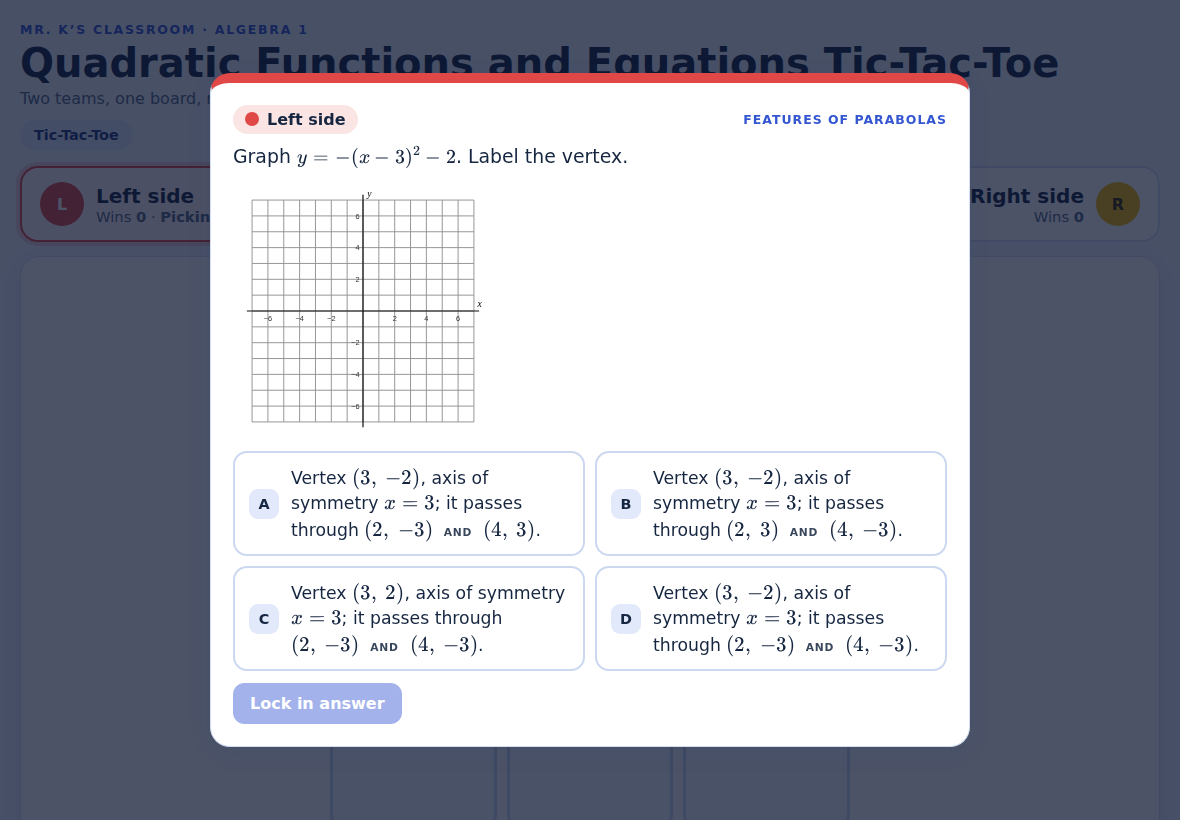 MR. K'S CLASSROOM · ALGEBRA 1
Quadratic Functions and Equations Tic-Tac-Toe
Two teams, one board,
Tic-Tac-Toe
L
Left side
Wins 0 · Pickin
Right side
Wins 0
R
Left side
FEATURES OF PARABOLAS
Graph y = −(x − 3)² − 2. Label the vertex.
y
6
4
2
x
−6 −4 −2 2 4 6
−2
−4
−6
A
Vertex (3, −2), axis of
symmetry x = 3; it passes
through (2, −3) AND (4, 3).
B
Vertex (3, −2), axis of
symmetry x = 3; it passes
through (2, 3) AND (4, −3).
C
Vertex (3, 2), axis of symmetry
x = 3; it passes through
(2, −3) AND (4, −3).
D
Vertex (3, −2), axis of
symmetry x = 3; it passes
through (2, −3) AND (4, −3).
Lock in answer